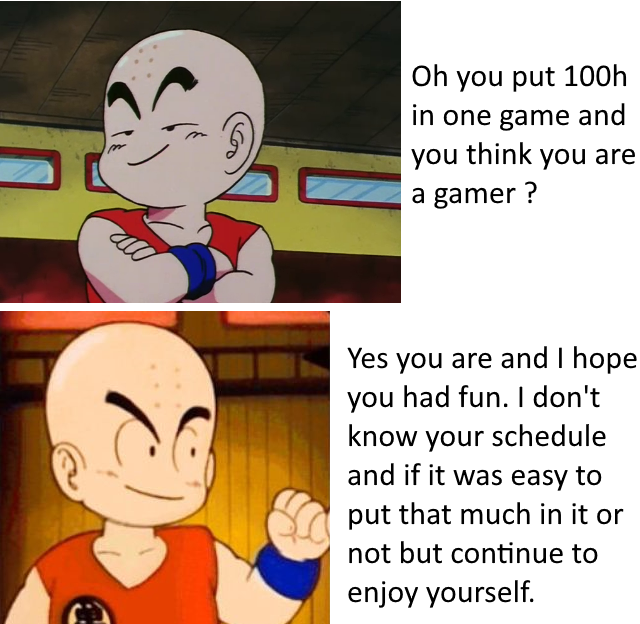 Oh you put 100h
in one game and
you think you are
a gamer ?
Yes you are and I hope
you had fun. I don't
know your schedule
and if it was easy to
put that much in it or
not but continue to
enjoy yourself.